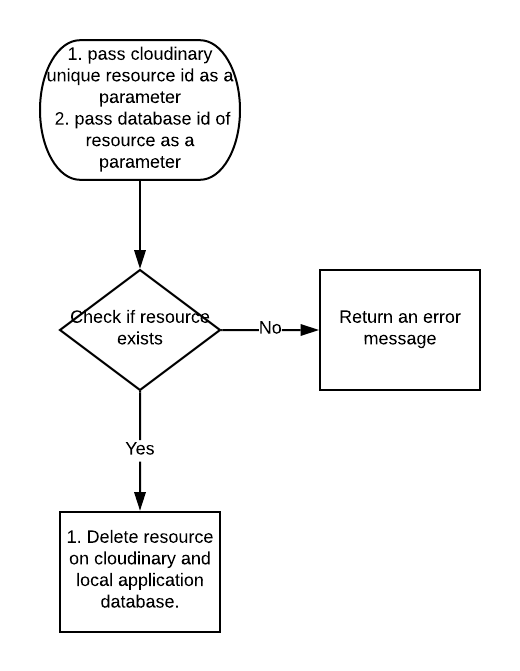 1. pass cloudinary
unique resource id as a
parameter
2. pass database id of
resource as a
parameter
Check if resource
exists
No
Return an error
message
Yes
1. Delete resource
on cloudinary and
local application
database.